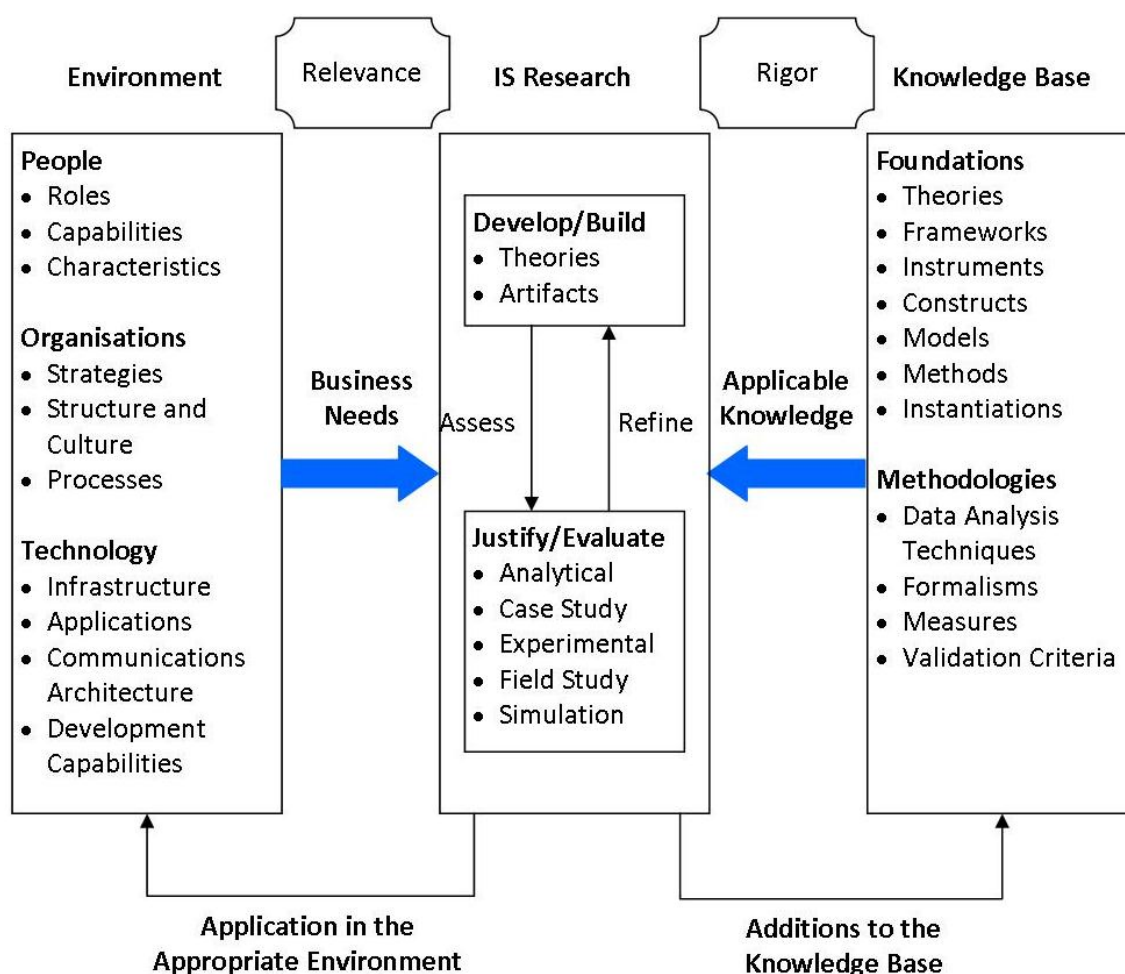 Environment
Relevance
IS Research
Rigor
Knowledge Base
People
• Roles
• Capabilities
• Characteristics
Organisations
• Strategies
• Structure and
Culture
• Processes
Technology
• Infrastructure
• Applications
• Communications
Architecture
• Development
Capabilities
Business
Needs
Develop/Build
• Theories
• Artifacts
Assess
Refine
Justify/Evaluate
• Analytical
• Case Study
• Experimental
• Field Study
• Simulation
Applicable
Knowledge
Foundations
• Theories
• Frameworks
• Instruments
• Constructs
• Models
• Methods
• Instantiations
Methodologies
• Data Analysis
Techniques
• Formalisms
• Measures
• Validation Criteria
Application in the
Appropriate Environment
Additions to the
Knowledge Base